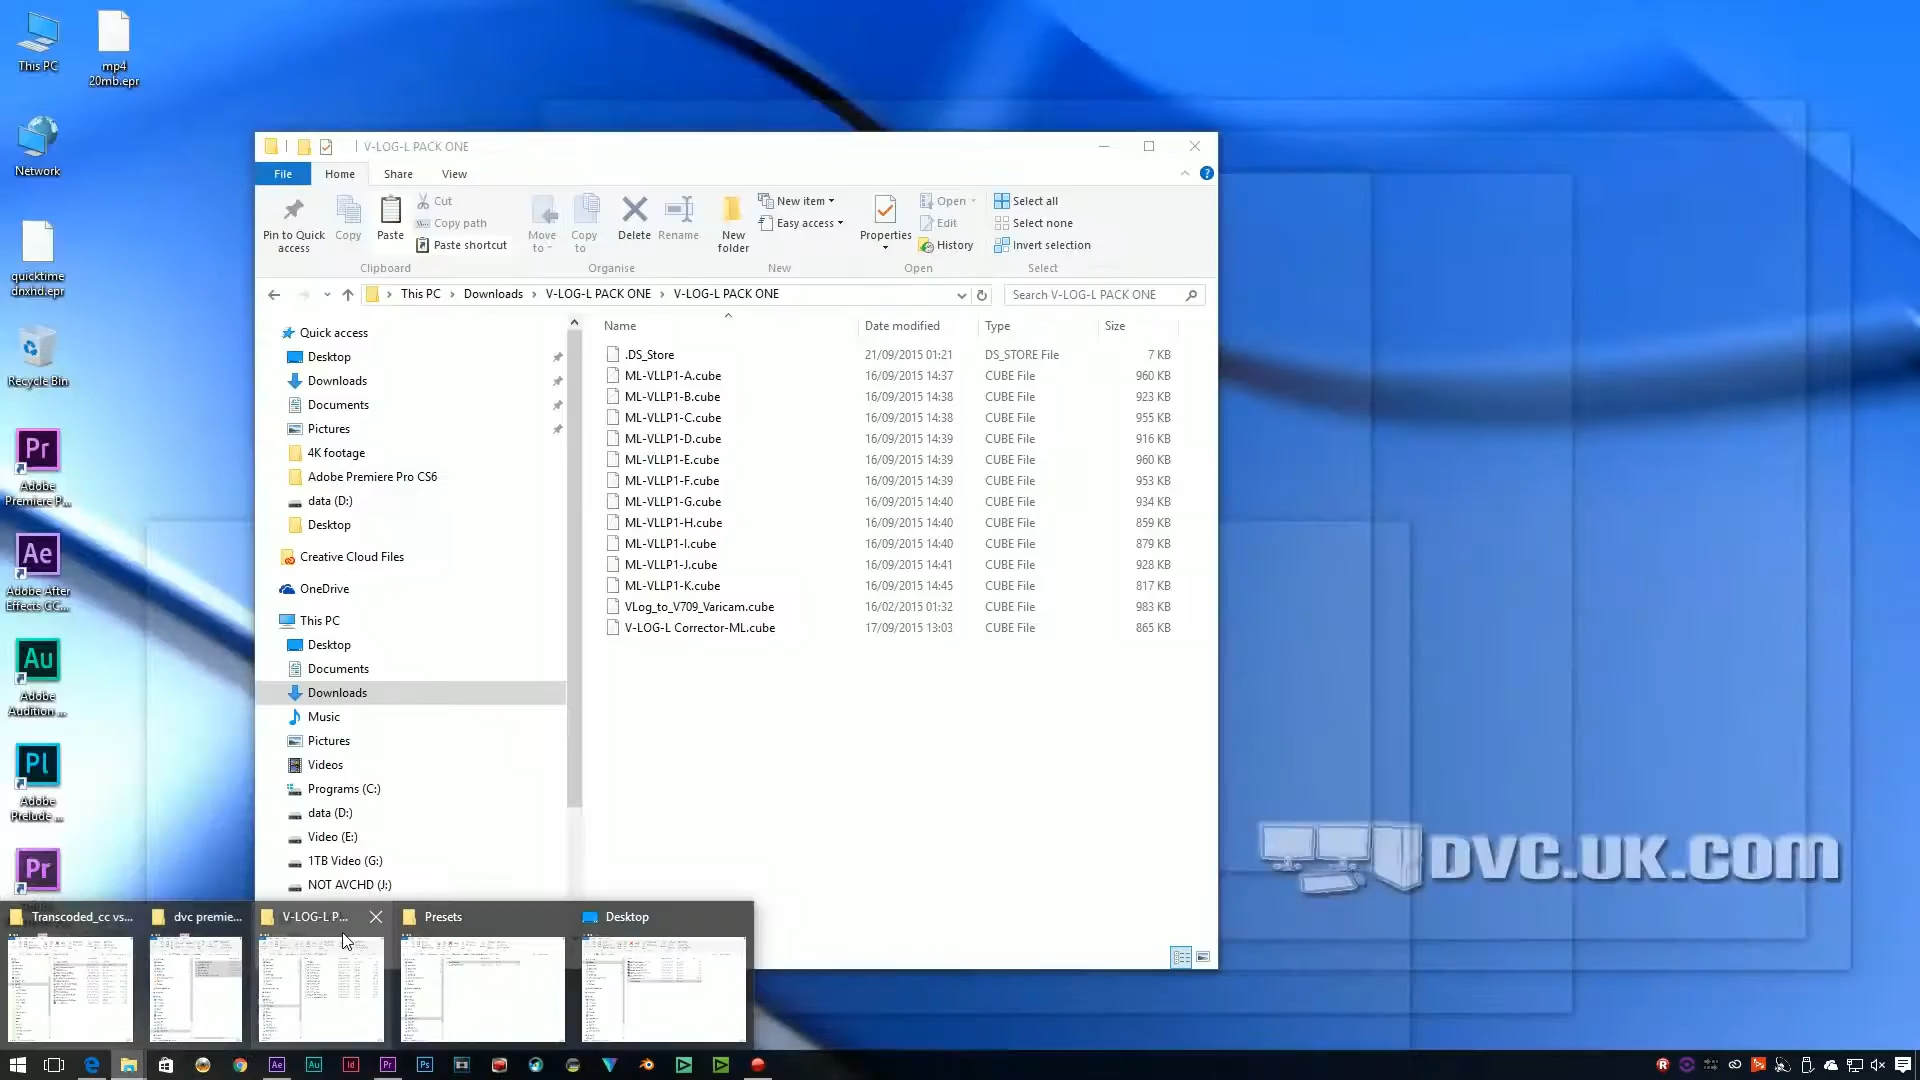 This PC
mp4
20mb.epr
Network
quicktime
dnxhd.epr
Recycle Bin
Adobe
Premiere P...
Adobe After
Effects CC...
Adobe
Audition ...
Adobe
Prelude ...
V-LOG-L PACK ONE
File
Home
Share
View
Pin to Quick
access
Copy
Paste
Cut
Copy path
Paste shortcut
Clipboard
Move
to
Copy
to
Delete
Rename
Organise
New
folder
New item
Easy access
New
Properties
Open
Edit
History
Open
Select all
Select none
Invert selection
Select
This PC
Downloads
V-LOG-L PACK ONE
V-LOG-L PACK ONE
Search V-LOG-L PACK ONE
Quick access
Desktop
Downloads
Documents
Pictures
4K footage
Adobe Premiere Pro CS6
data (D:)
Desktop
Creative Cloud Files
OneDrive
This PC
Desktop
Documents
Downloads
Music
Pictures
Videos
Programs (C:)
data (D:)
Video (E:)
1TB Video (G:)
NOT AVCHD (J:)
Name Date modified Type Size
.DS_Store 21/09/2015 01:21 DS_STORE File 7 KB
ML-VLLP1-A.cube 16/09/2015 14:37 CUBE File 960 KB
ML-VLLP1-B.cube 16/09/2015 14:38 CUBE File 923 KB
ML-VLLP1-C.cube 16/09/2015 14:38 CUBE File 955 KB
ML-VLLP1-D.cube 16/09/2015 14:39 CUBE File 916 KB
ML-VLLP1-E.cube 16/09/2015 14:39 CUBE File 960 KB
ML-VLLP1-F.cube 16/09/2015 14:39 CUBE File 953 KB
ML-VLLP1-G.cube 16/09/2015 14:40 CUBE File 934 KB
ML-VLLP1-H.cube 16/09/2015 14:40 CUBE File 859 KB
ML-VLLP1-I.cube 16/09/2015 14:40 CUBE File 879 KB
ML-VLLP1-J.cube 16/09/2015 14:41 CUBE File 928 KB
ML-VLLP1-K.cube 16/09/2015 14:45 CUBE File 817 KB
VLog_to_V709_Varicam.cube 16/02/2015 01:32 CUBE File 983 KB
V-LOG-L Corrector-ML.cube 17/09/2015 13:03 CUBE File 865 KB
DVC.UK.COM
Transcoded_cc vs...
dvc premie...
V-LOG-L P...
Presets
Desktop
Pr
Ae
Au
Pl
Pr
Ae
Au
Id
Pr
Ps